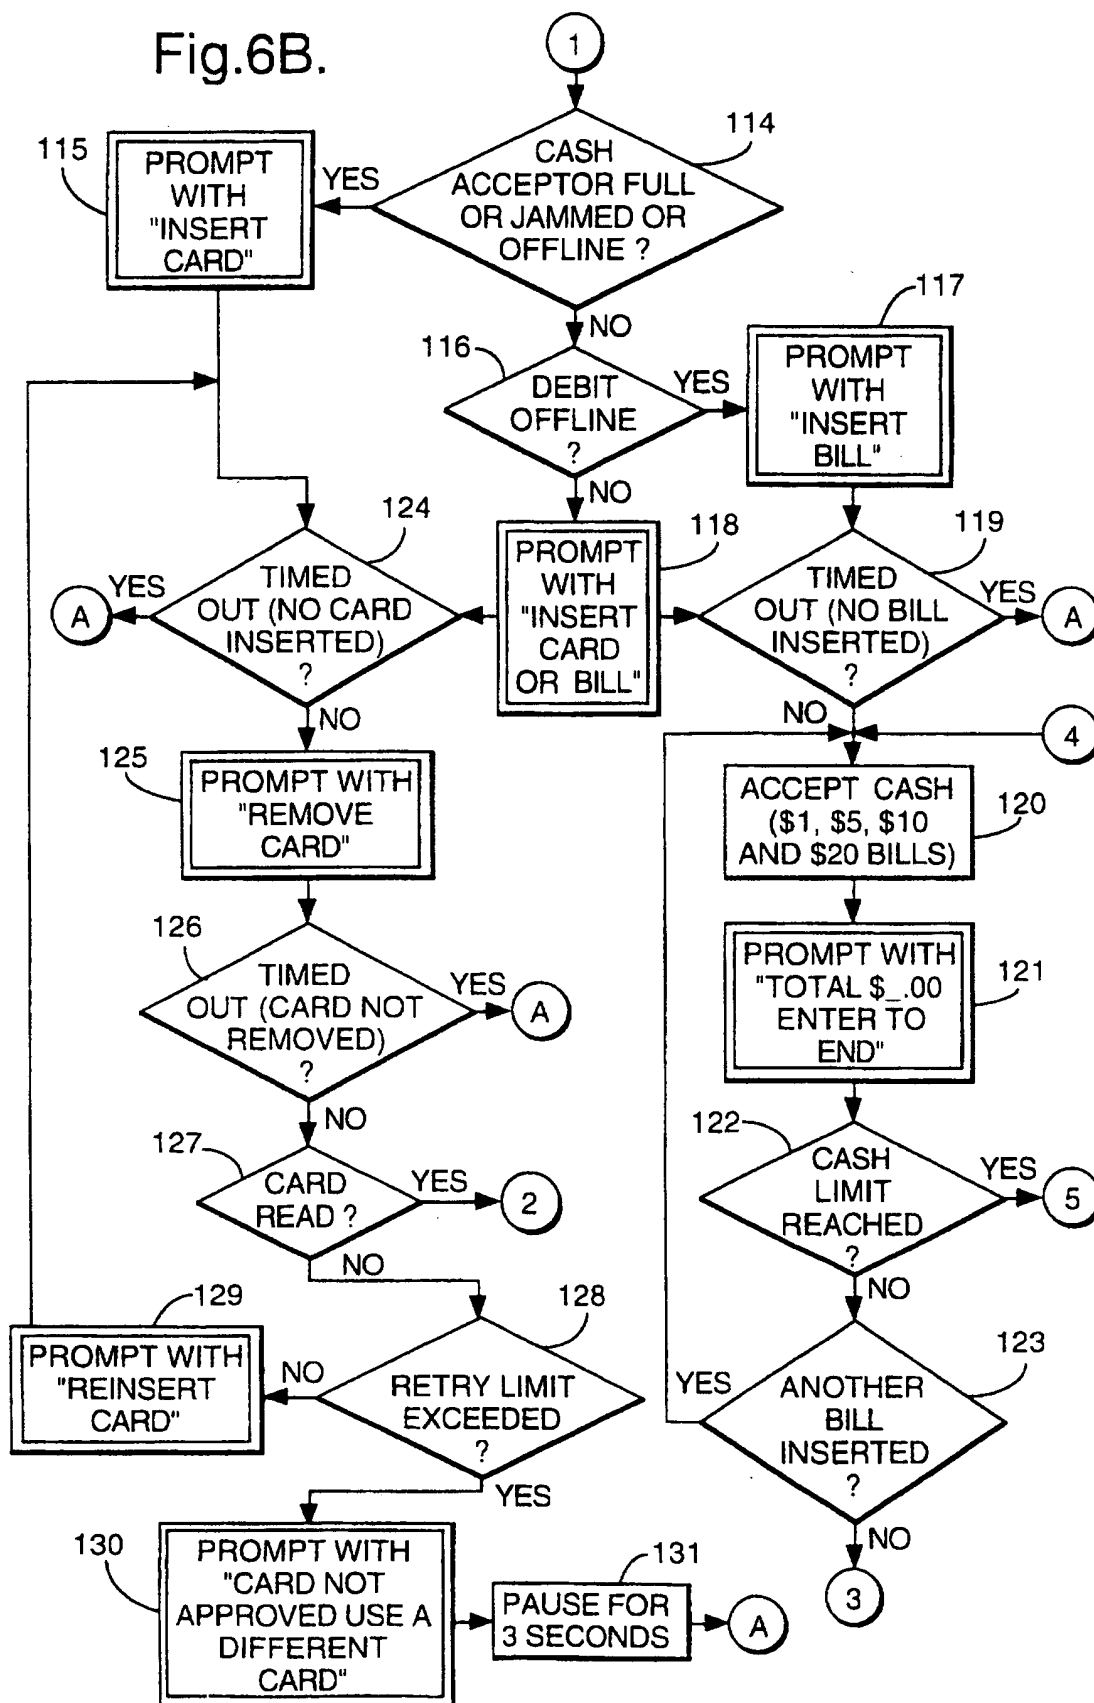 Fig.6B.
1
114
CASH
ACCEPTOR FULL
OR JAMMED OR
OFFLINE ?
YES
115
PROMPT
WITH
"INSERT
CARD"
NO
116
DEBIT
OFFLINE
?
YES
117
PROMPT
WITH
"INSERT
BILL"
NO
118
PROMPT
WITH
"INSERT
CARD
OR BILL"
124
TIMED
OUT (NO CARD
INSERTED)
?
YES
A
NO
119
TIMED
OUT (NO BILL
INSERTED)
?
YES
A
NO
4
125
PROMPT WITH
"REMOVE
CARD"
ACCEPT CASH
($1, $5, $10
AND $20 BILLS)
120
126
TIMED
OUT (CARD NOT
REMOVED)
?
YES
A
NO
PROMPT WITH
"TOTAL $_.00
ENTER TO
END"
121
127
CARD
READ ?
YES
2
NO
122
CASH
LIMIT
REACHED
?
YES
5
NO
129
PROMPT WITH
"REINSERT
CARD"
NO
128
RETRY LIMIT
EXCEEDED
?
YES
123
ANOTHER
BILL
INSERTED
?
YES
NO
3
130
PROMPT WITH
"CARD NOT
APPROVED USE A
DIFFERENT
CARD"
131
PAUSE FOR
3 SECONDS
A